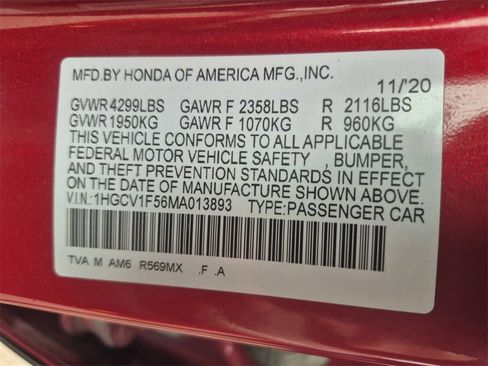 MFD.BY HONDA OF AMERICA MFG.,INC. 11/20
GVWR 4299LBS GAWR F 2358LBS R 2116LBS
GVWR 1950KG GAWR F 1070KG R 960KG
THIS VEHICLE CONFORMS TO ALL APPLICABLE
FEDERAL MOTOR VEHICLE SAFETY , BUMPER,
AND THEFT PREVENTION STANDARDS IN EFFECT
ON THE DATE OF MANUFACTURE SHOWN ABOVE.
V.I.N.:1HGCV1F56MA013893 TYPE:PASSENGER CAR
TVA M AM6 R569MX .F .A